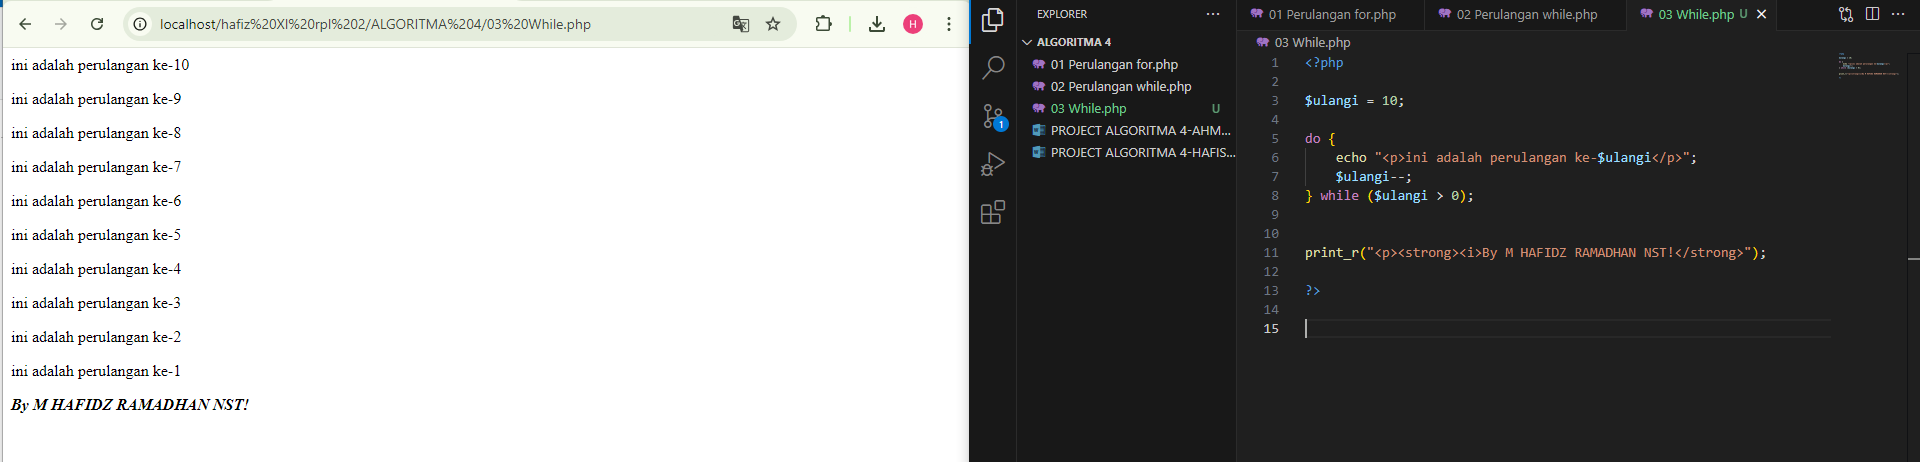 localhost/hafiz%20XI%20rpl%202/ALGORITMA%204/03%20While.php
H
ini adalah perulangan ke-10
ini adalah perulangan ke-9
ini adalah perulangan ke-8
ini adalah perulangan ke-7
ini adalah perulangan ke-6
ini adalah perulangan ke-5
ini adalah perulangan ke-4
ini adalah perulangan ke-3
ini adalah perulangan ke-2
ini adalah perulangan ke-1
By M HAFIDZ RAMADHAN NST!
1
EXPLORER
ALGORITMA 4
01 Perulangan for.php
02 Perulangan while.php
03 While.php U
PROJECT ALGORITMA 4-AHM...
PROJECT ALGORITMA 4-HAFIS...
01 Perulangan for.php 02 Perulangan while.php 03 While.php U
03 While.php
1 <?php
2
3 $ulangi = 10;
4
5 do {
6 echo "<p>ini adalah perulangan ke-$ulangi</p>";
7 $ulangi--;
8 } while ($ulangi > 0);
9
10
11 print_r("<p><strong><i>By M HAFIDZ RAMADHAN NST!</strong>");
12
13 ?>
14
15